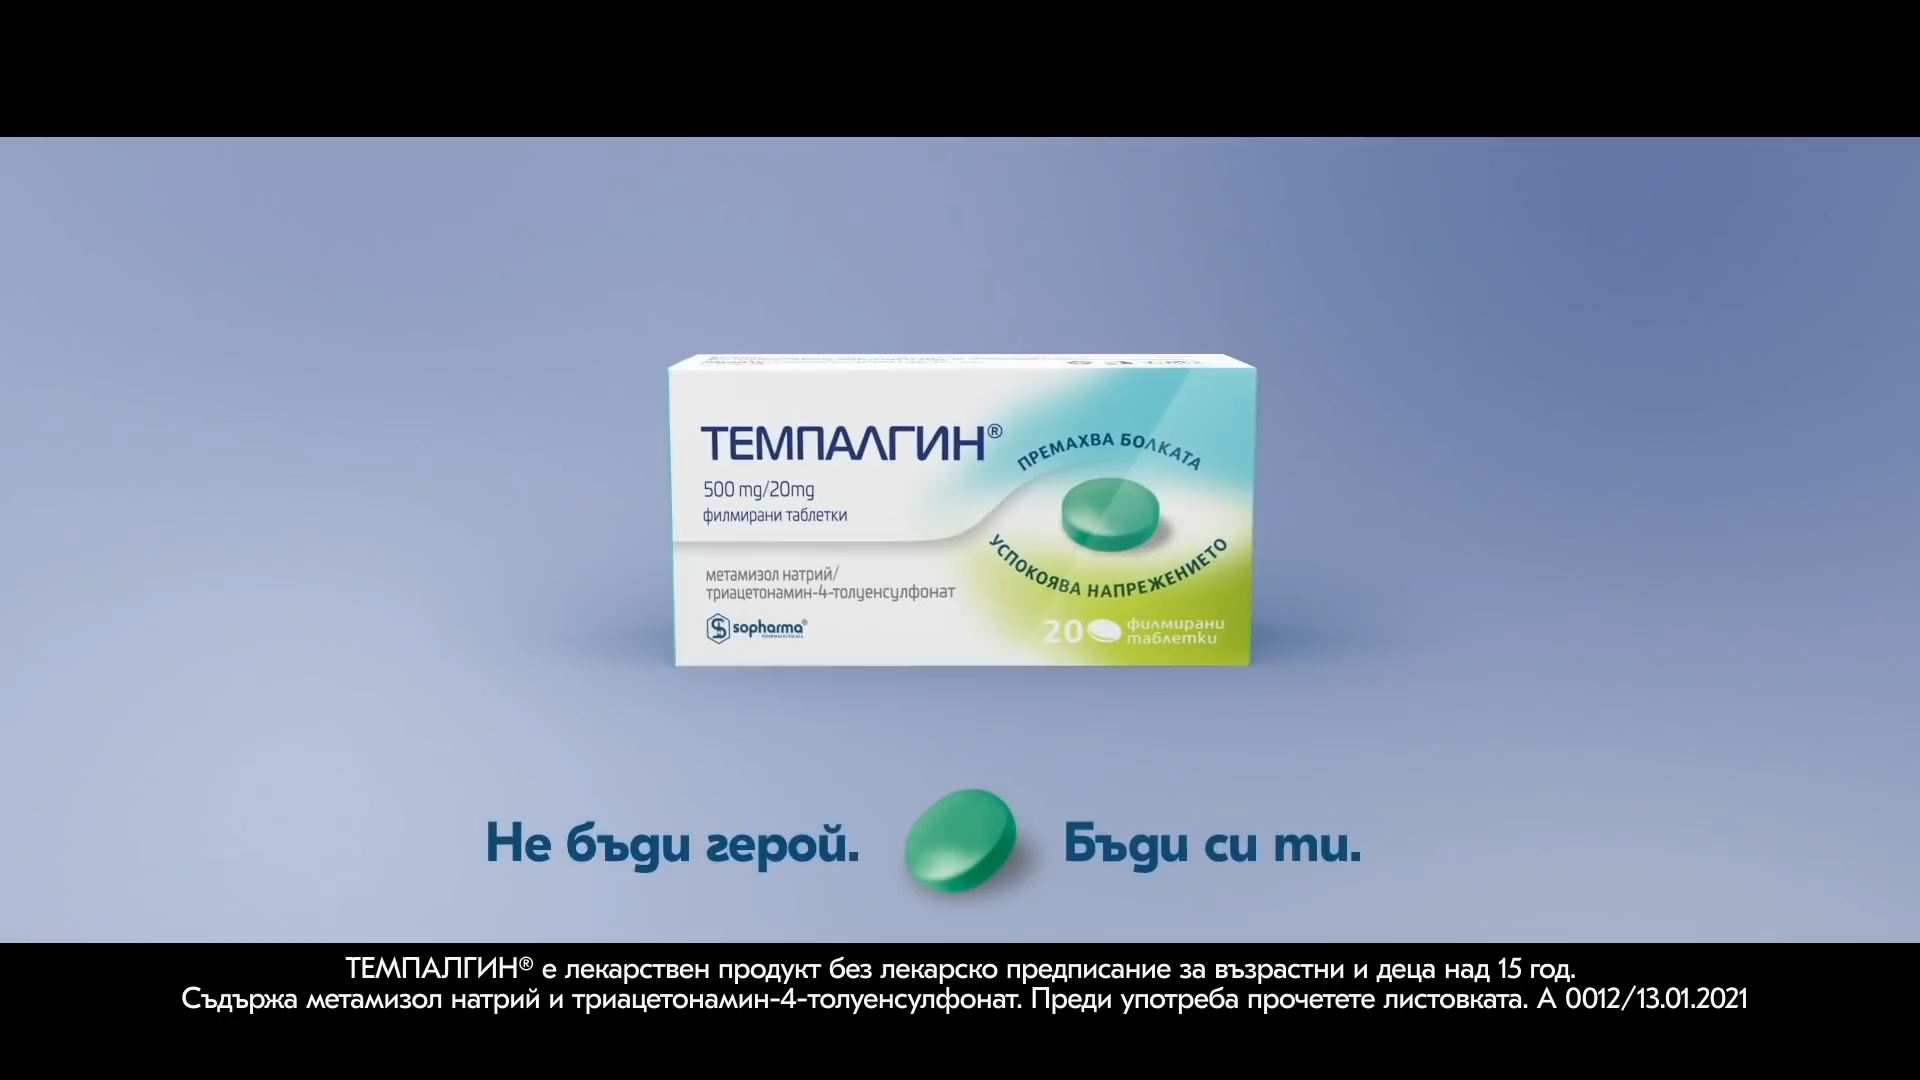 ТЕМПАЛГИН®
500 mg/20mg
филмирани таблетки
метамизол натрий/
триацетонамин-4-толуенсулфонат
sopharma®
PHARMACEUTICALS
ПРЕМАХВА БОЛКАТА
УСПОКОЯВА НАПРЕЖЕНИЕТО
20 филмирани
таблетки
Не бъди герой. Бъди си ти.
ТЕМПАЛГИН® е лекарствен продукт без лекарско предписание за възрастни и деца над 15 год.
Съдържа метамизол натрий и триацетонамин-4-толуенсулфонат. Преди употреба прочетете листовката. А 0012/13.01.2021